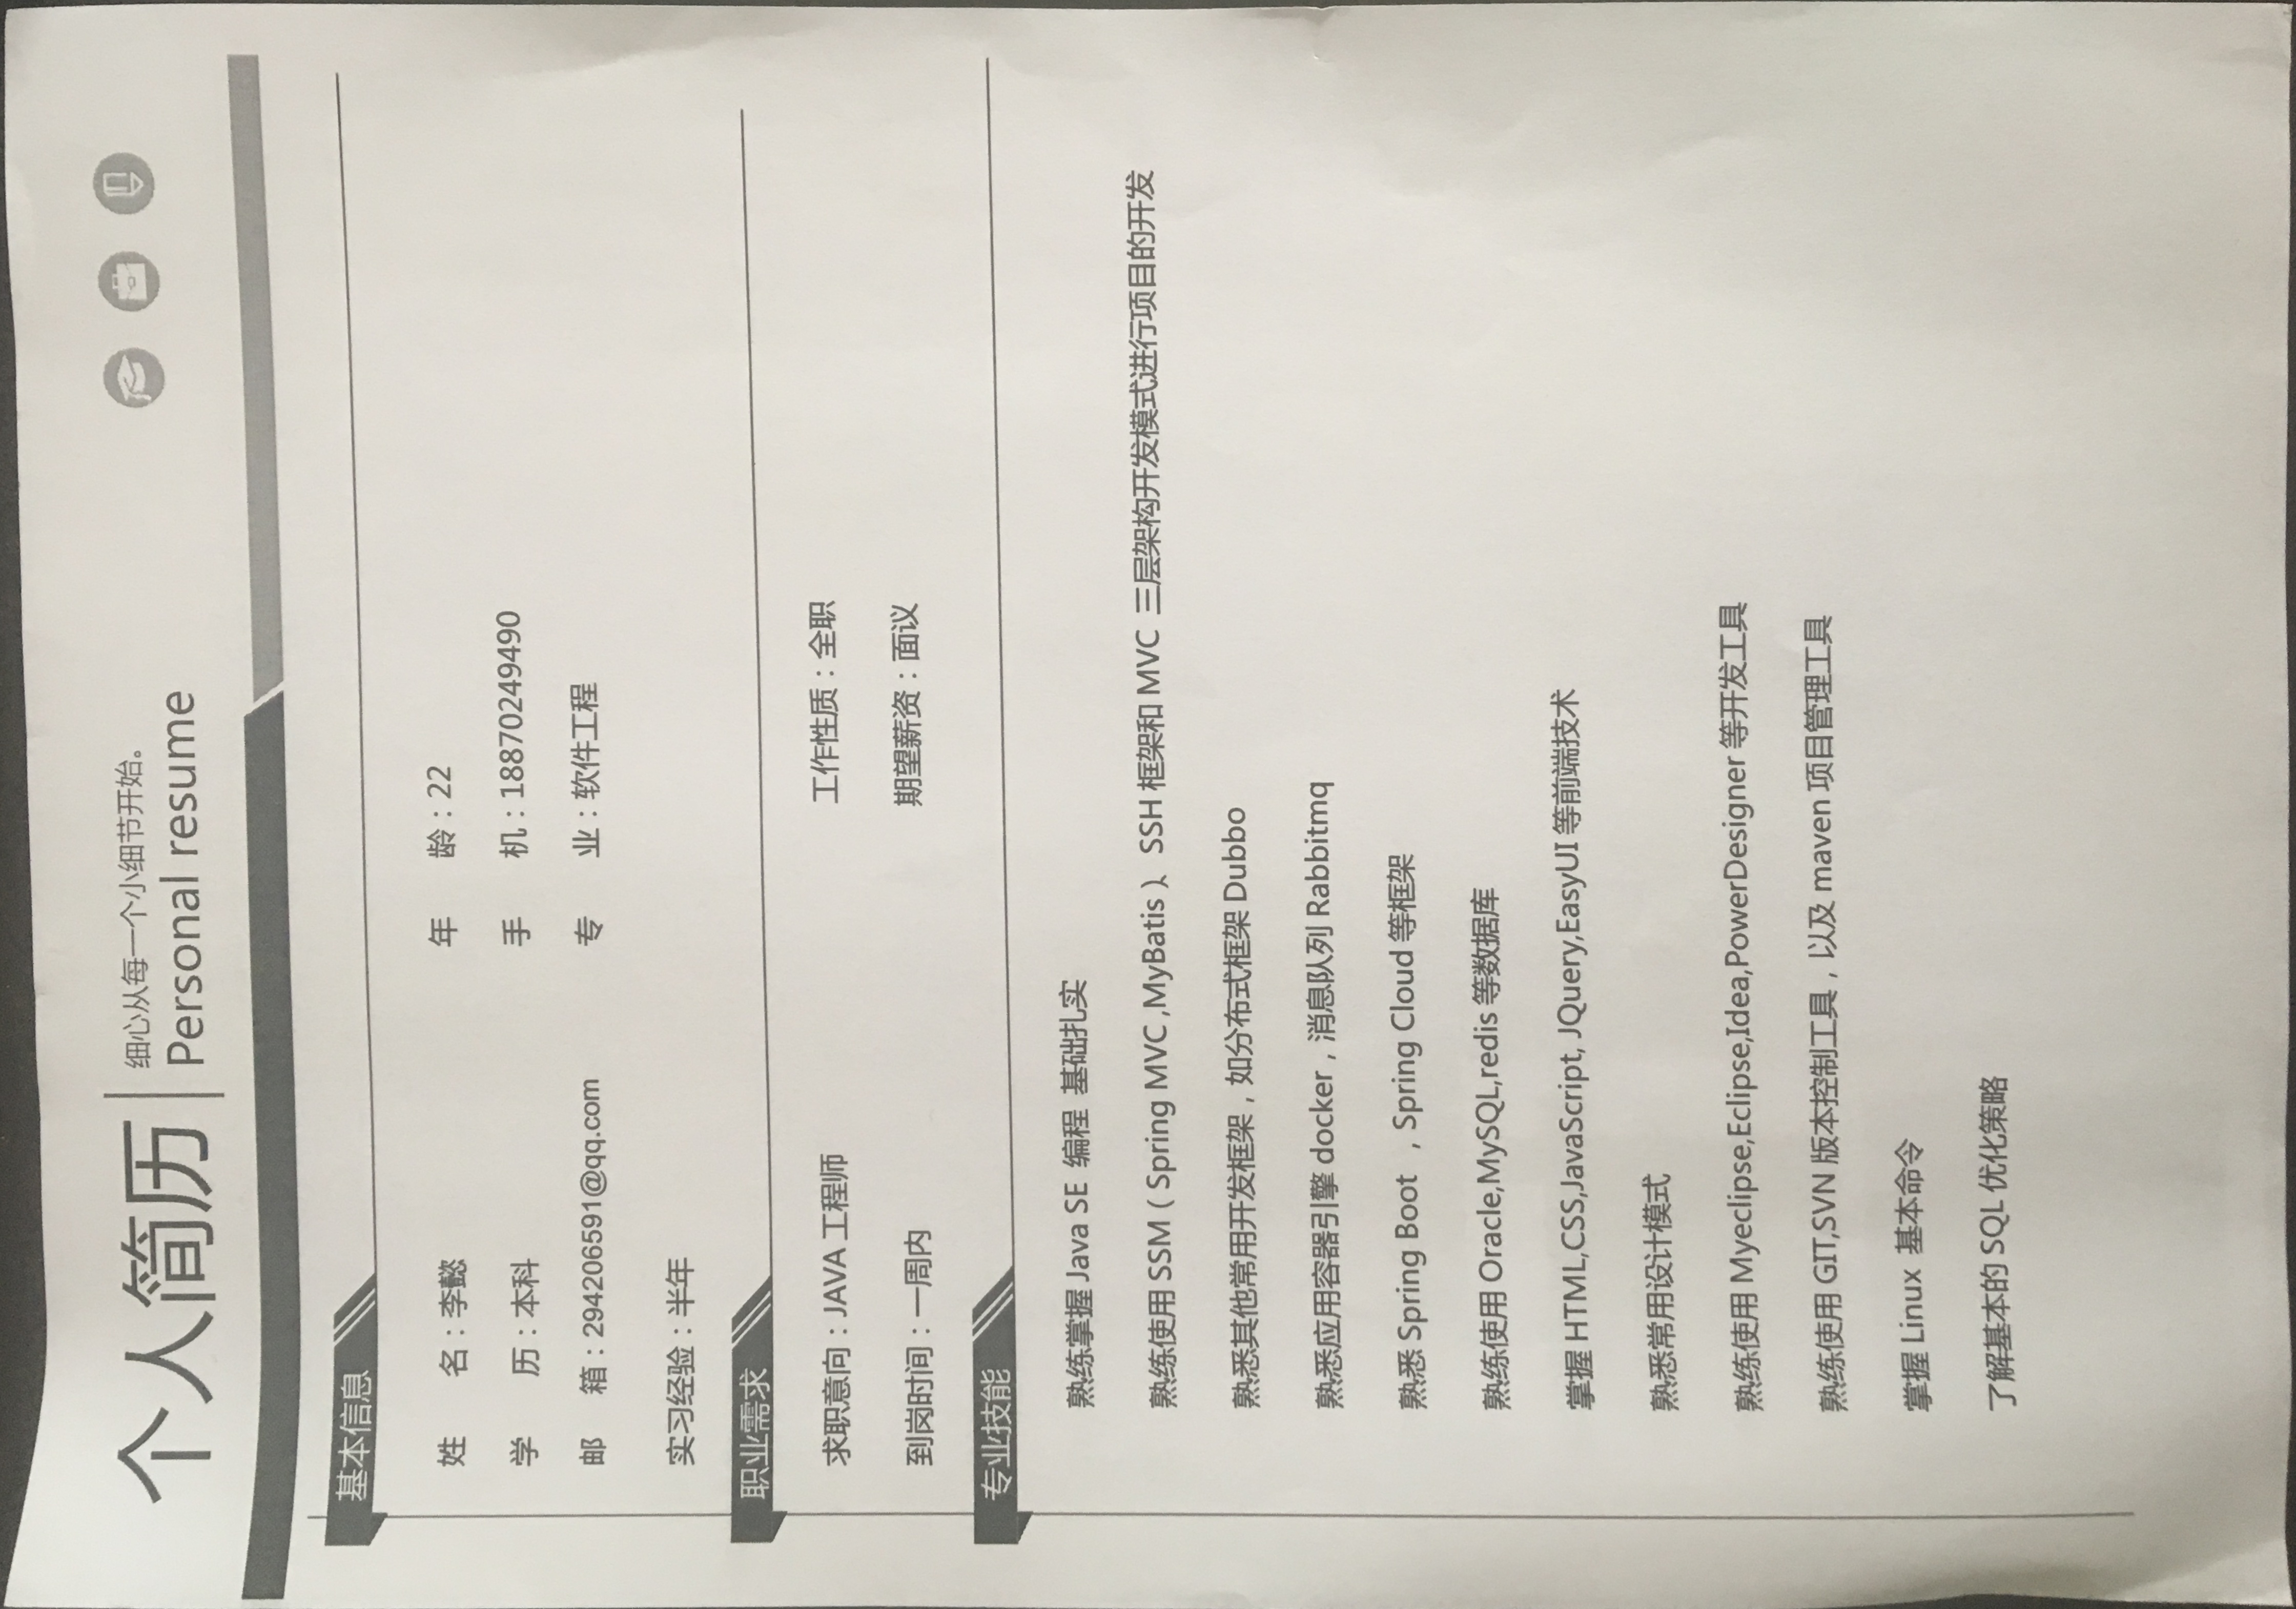 个人简历
细心从每一个小细节开始。
Personal resume
基本信息
姓 名：李懿 年 龄：22
学 历：本科 手 机：18870249490
邮 箱：2942065​91@qq.com 专 业：软件工程
实习经验：半年
职业需求
求职意向：JAVA 工程师 工作性质：全职
到岗时间：一周内 期望薪资：面议
专业技能
熟练掌握 Java SE 编程 基础扎实
熟练使用 SSM（ Spring MVC ,MyBatis ）、SSH 框架和 MVC 三层架构开发模式进行项目的开发
熟悉其他常用开发框架，如分布式框架 Dubbo
熟悉应用容器引擎 docker，消息队列 Rabbitmq
熟悉 Spring Boot ，Spring Cloud 等框架
熟练使用 Oracle,MySQL,redis 等数据库
掌握 HTML,CSS,JavaScript, JQuery,EasyUI 等前端技术
熟悉常用设计模式
熟练使用 Myeclipse,Eclipse,Idea,PowerDesigner 等开发工具
熟练使用 GIT,SVN 版本控制工具，以及 maven 项目管理工具
掌握 Linux 基本命令
了解基本的 SQL 优化策略